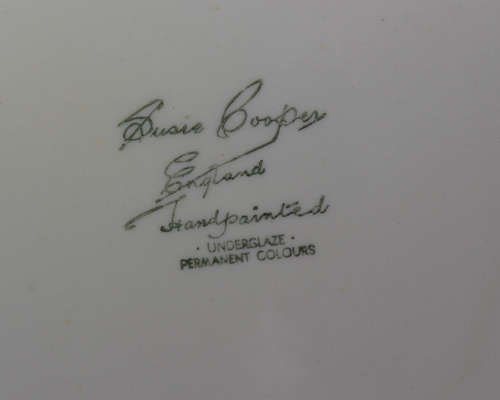 Susie Cooper
England
Handpainted
· UNDERGLAZE ·
PERMANENT COLOURS